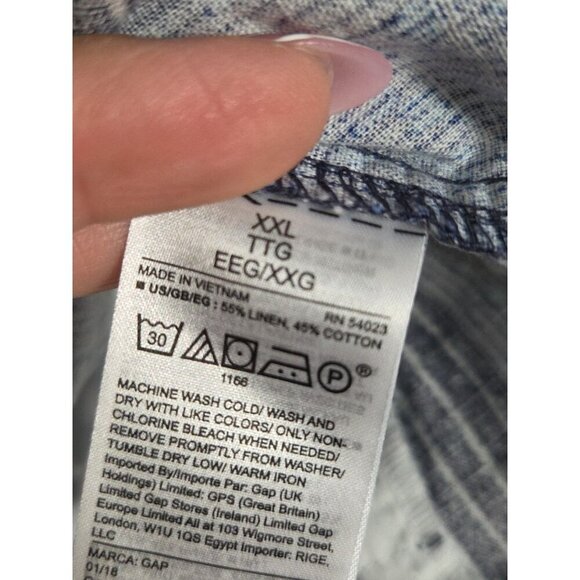 XXL
TTG
EEG/XXG
MADE IN VIETNAM RN 54023
US/GB/EG : 55% LINEN, 45% COTTON
30 P ®
1166
MACHINE WASH COLD/ WASH AND
DRY WITH LIKE COLORS/ ONLY NON-
CHLORINE BLEACH WHEN NEEDED/
REMOVE PROMPTLY FROM WASHER/
TUMBLE DRY LOW/ WARM IRON
Imported By/Importe Par: Gap (UK
Holdings) Limited: GPS (Great Britain)
Limited Gap Stores (Ireland) Limited Gap
Europe Limited All at 103 Wigmore Street,
London, W1U 1QS Egypt Importer: RIGE,
LLC
MARCA: GAP
01/18